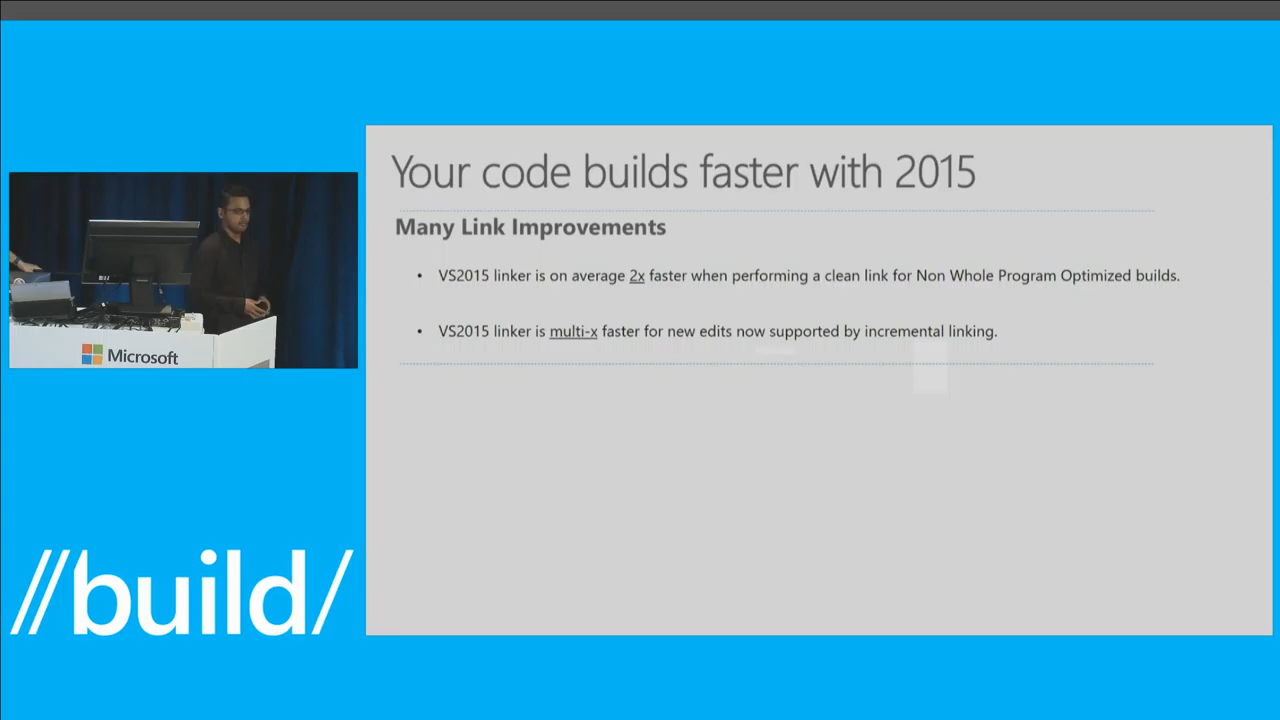 Your code builds faster with 2015
Many Link Improvements
• VS2015 linker is on average 2x faster when performing a clean link for Non Whole Program Optimized builds.
• VS2015 linker is multi-x faster for new edits now supported by incremental linking.
Microsoft
//build/